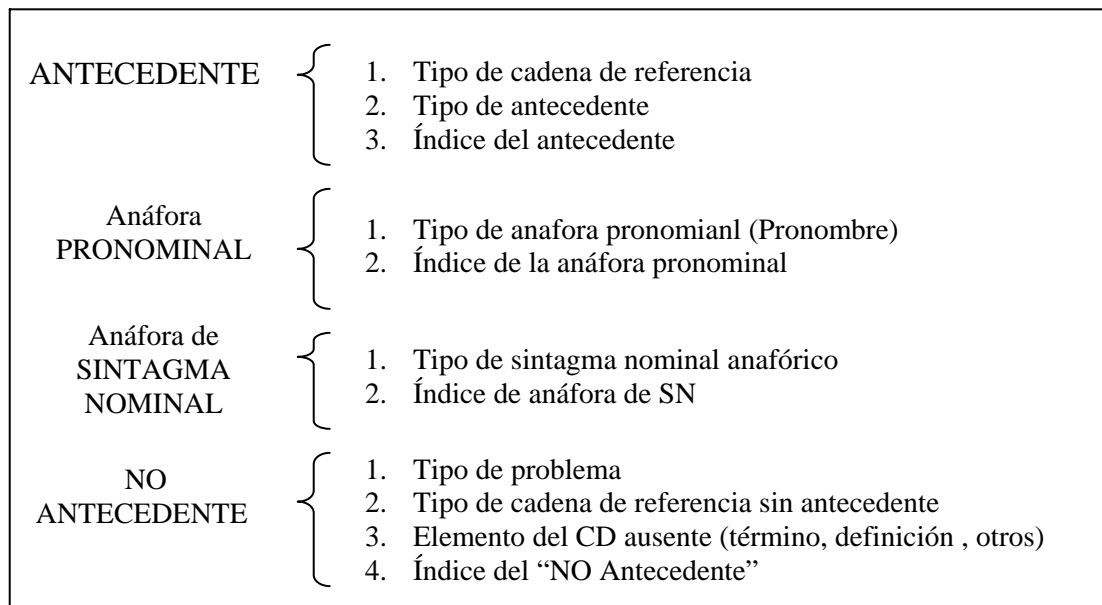 ANTECEDENTE
1. Tipo de cadena de referencia
2. Tipo de antecedente
3. Índice del antecedente
Anáfora
PRONOMINAL
1. Tipo de anafora pronomianl (Pronombre)
2. Índice de la anáfora pronominal
Anáfora de
SINTAGMA
NOMINAL
1. Tipo de sintagma nominal anafórico
2. Índice de anáfora de SN
NO
ANTECEDENTE
1. Tipo de problema
2. Tipo de cadena de referencia sin antecedente
3. Elemento del CD ausente (término, definición , otros)
4. Índice del “NO Antecedente”